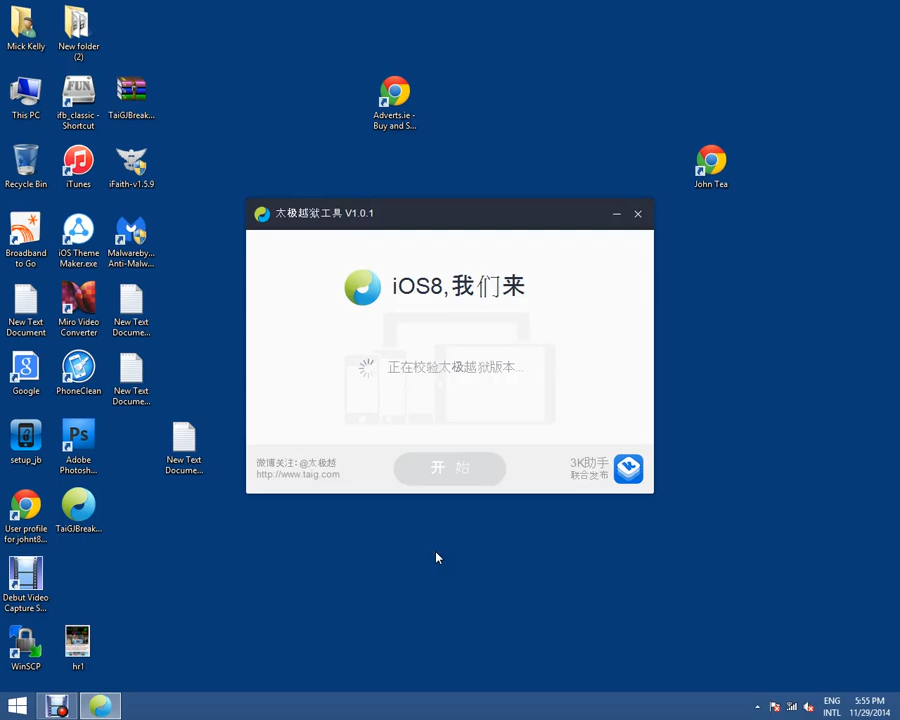 Mick Kelly
New folder
(2)
This PC
ifb_classic -
Shortcut
TaiGJBreak...
Adverts.ie -
Buy and S...
Recycle Bin
iTunes
iFaith-v1.5.9
John Tea
Broadband
to Go
iOS Theme
Maker.exe
Malwareby...
Anti-Malw...
New Text
Document
Miro Video
Converter
New Text
Docume...
Google
PhoneClean
New Text
Docume...
setup_jb
Adobe
Photosh...
New Text
Docume...
User profile
for johnt8...
TaiGJBreak...
Debut Video
Capture S...
WinSCP
hr1
FUN
Ps
太极越狱工具 V1.0.1
iOS8,我们来
正在校验太极越狱版本...
微博关注:@太极越
http://www.taig.com
开 始
3K助手
联合发布
ENG
INTL
5:55 PM
11/29/2014